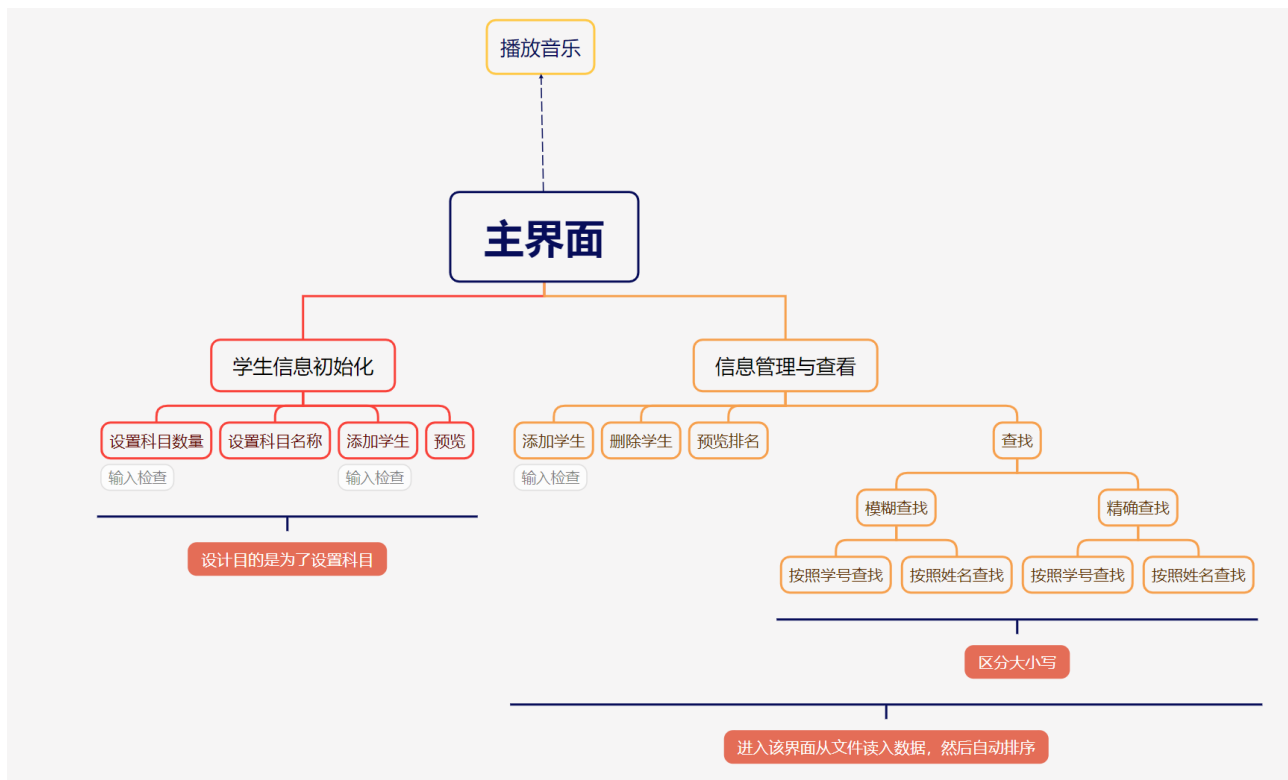 播放音乐
主界面
学生信息初始化
信息管理与查看
设置科目数量
设置科目名称
添加学生
预览
添加学生
删除学生
预览排名
查找
输入检查
输入检查
输入检查
模糊查找
精确查找
设计目的是为了设置科目
按照学号查找
按照姓名查找
按照学号查找
按照姓名查找
区分大小写
进入该界面从文件读入数据，然后自动排序